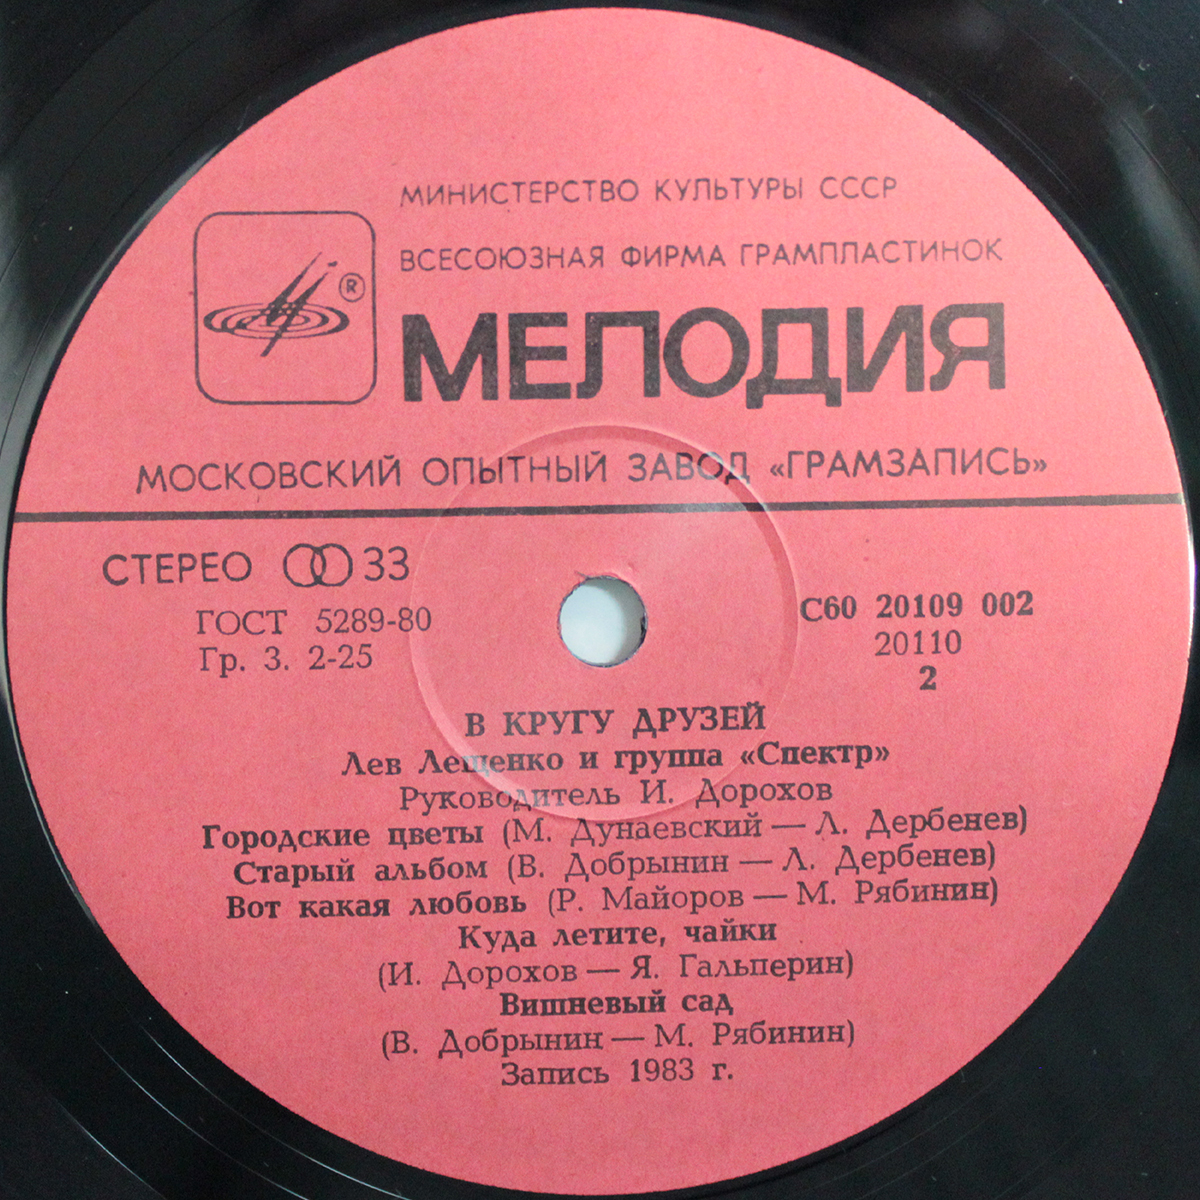 МИНИСТЕРСТВО КУЛЬТУРЫ СССР
ВСЕСОЮЗНАЯ ФИРМА ГРАМПЛАСТИНОК
®
МЕЛОДИЯ
МОСКОВСКИЙ ОПЫТНЫЙ ЗАВОД «ГРАМЗАПИСЬ»
СТЕРЕО 33
ГОСТ 5289-80
Гр. 3. 2-25
С60 20109 002
20110
2
В КРУГУ ДРУЗЕЙ
Лев Лещенко и группа «Спектр»
Руководитель И. Дорохов
Городские цветы (М. Дунаевский — Л. Дербенев)
Старый альбом (В. Добрынин — Л. Дербенев)
Вот какая любовь (Р. Майоров — М. Рябинин)
Куда летите, чайки
(И. Дорохов — Я. Гальперин)
Вишневый сад
(В. Добрынин — М. Рябинин)
Запись 1983 г.